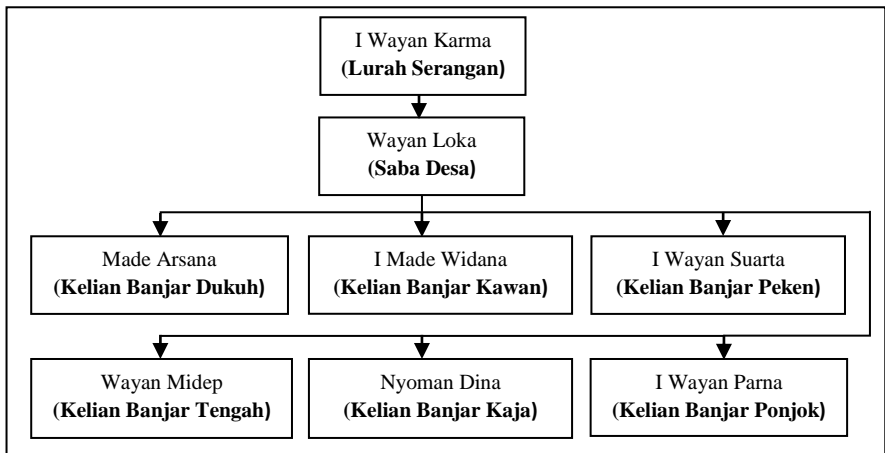 I Wayan Karma
(Lurah Serangan)
Wayan Loka
(Saba Desa)
Made Arsana
(Kelian Banjar Dukuh)
I Made Widana
(Kelian Banjar Kawan)
I Wayan Suarta
(Kelian Banjar Peken)
Wayan Midep
(Kelian Banjar Tengah)
Nyoman Dina
(Kelian Banjar Kaja)
I Wayan Parna
(Kelian Banjar Ponjok)